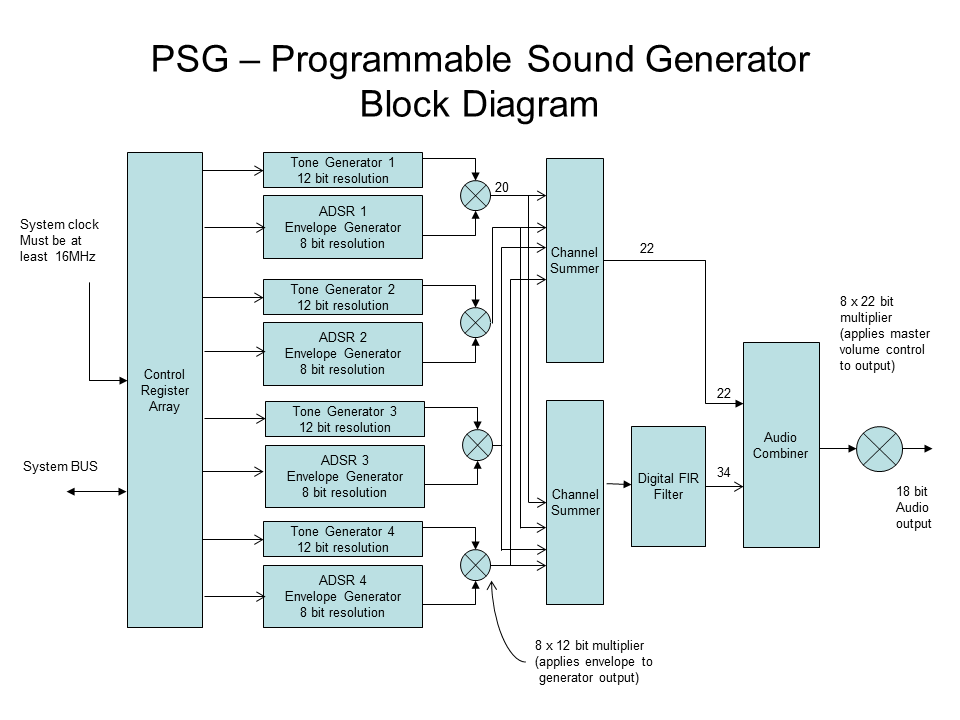 PSG – Programmable Sound Generator
Block Diagram
System clock
Must be at
least 16MHz
System BUS
Control
Register
Array
Tone Generator 1
12 bit resolution
ADSR 1
Envelope Generator
8 bit resolution
Tone Generator 2
12 bit resolution
ADSR 2
Envelope Generator
8 bit resolution
Tone Generator 3
12 bit resolution
ADSR 3
Envelope Generator
8 bit resolution
Tone Generator 4
12 bit resolution
ADSR 4
Envelope Generator
8 bit resolution
20
Channel
Summer
22
Channel
Summer
Digital FIR
Filter
22
34
Audio
Combiner
8 x 22 bit
multiplier
(applies master
volume control
to output)
18 bit
Audio
output
8 x 12 bit multiplier
(applies envelope to
generator output)